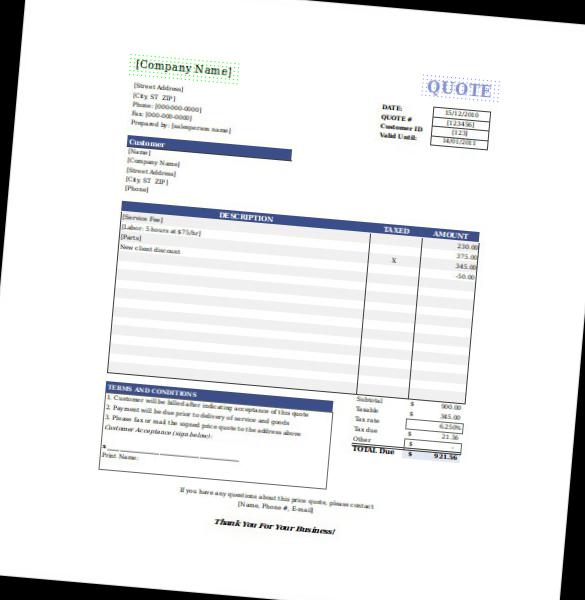 [Company Name]
QUOTE
[Street Address]
[City, ST ZIP]
Phone: [000-000-0000]
Fax: [000-000-0000]
Prepared by: [salesperson name]
DATE: 15/12/2010
QUOTE # [123456]
Customer ID [123]
Valid Until: 14/01/2011
Customer
[Name]
[Company Name]
[Street Address]
[City, ST ZIP]
[Phone]
DESCRIPTION TAXED AMOUNT
[Service Fee] 230.00
[Labor: 5 hours at $75/hr] 375.00
[Parts] X 345.00
New client discount -50.00
Subtotal $ 900.00
Taxable $ 345.00
Tax rate 6.250%
Tax due $ 21.56
Other $ -
TOTAL Due $ 921.56
TERMS AND CONDITIONS
1. Customer will be billed after indicating acceptance of this quote
2. Payment will be due prior to delivery of service and goods
3. Please fax or mail the signed price quote to the address above
Customer Acceptance (sign below):
x
Print Name:
If you have any questions about this price quote, please contact
[Name, Phone #, E-mail]
Thank You For Your Business!